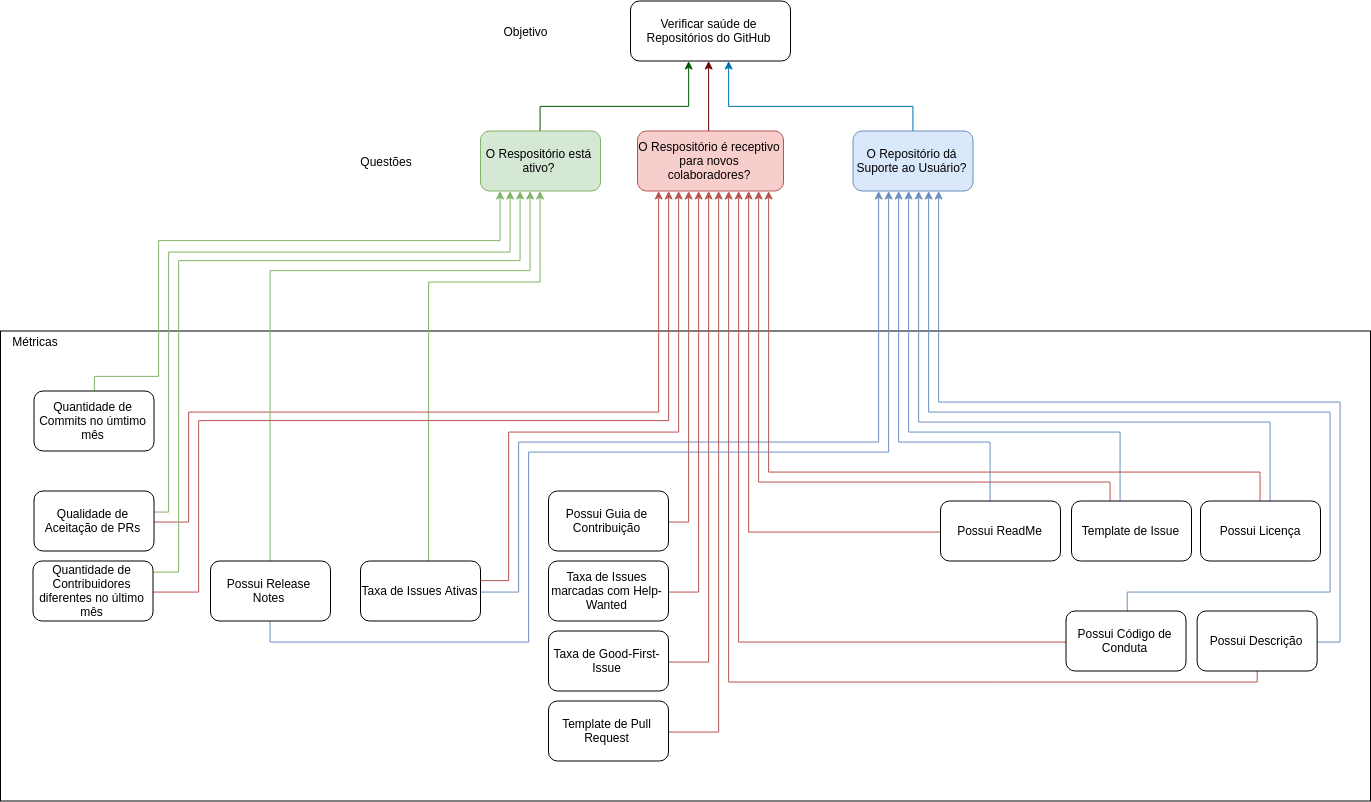 Objetivo
Verificar saúde de
Repositórios do GitHub
Questões
O Respositório está
ativo?
O Respositório é receptivo
para novos
colaboradores?
O Repositório dá
Suporte ao Usuário?
Métricas
Quantidade de
Commits no úmtimo
mês
Qualidade de
Aceitação de PRs
Quantidade de
Contribuidores
diferentes no último
mês
Possui Release
Notes
Taxa de Issues Ativas
Possui Guia de
Contribuição
Taxa de Issues
marcadas com Help-
Wanted
Taxa de Good-First-
Issue
Template de Pull
Request
Possui ReadMe
Template de Issue
Possui Licença
Possui Código de
Conduta
Possui Descrição